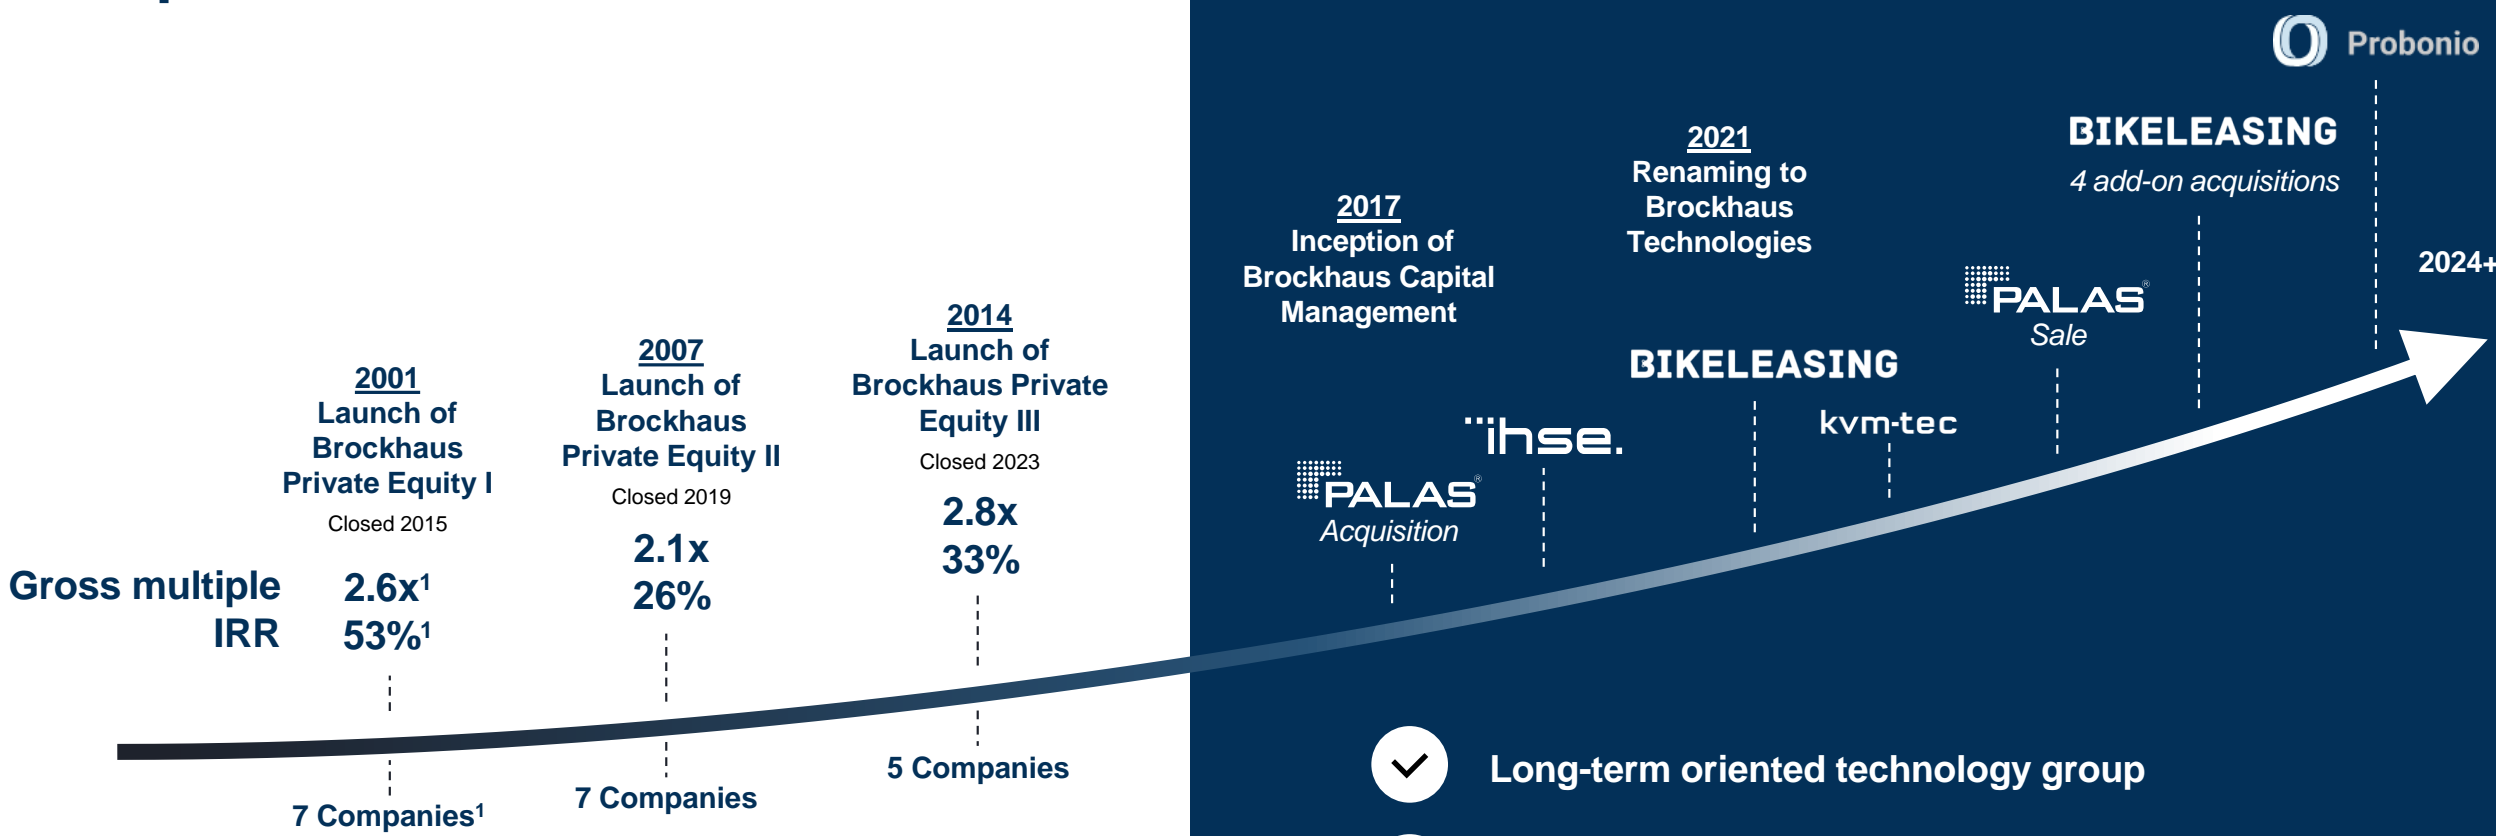 2001
Launch of
Brockhaus
Private Equity I
Closed 2015
Gross multiple
2.6x¹
IRR
53%¹
7 Companies¹
2007
Launch of
Brockhaus
Private Equity II
Closed 2019
2.1x
26%
7 Companies
2014
Launch of
Brockhaus Private
Equity III
Closed 2023
2.8x
33%
5 Companies
2017
Inception of
Brockhaus Capital
Management
PALAS®
Acquisition
ihse.
2021
Renaming to
Brockhaus
Technologies
BIKELEASING
kvm-tec
PALAS®
Sale
BIKELEASING
4 add-on acquisitions
Probonio
2024+
Long-term oriented technology group